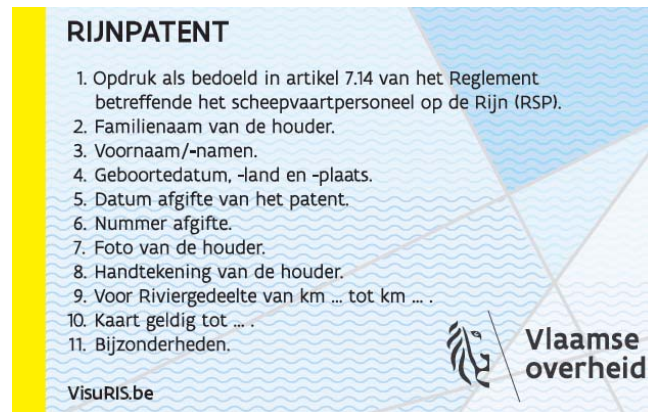 RIJNPATENT
1. Opdruk als bedoeld in artikel 7.14 van het Reglement
betreffende het scheepvaartpersoneel op de Rijn (RSP).
2. Familienaam van de houder.
3. Voornaam/-namen.
4. Geboortedatum, -land en -plaats.
5. Datum afgifte van het patent.
6. Nummer afgifte.
7. Foto van de houder.
8. Handtekening van de houder.
9. Voor Riviergedeelte van km ... tot km ... .
10. Kaart geldig tot ... .
11. Bijzonderheden.
VisuRIS.be
Vlaamse
overheid